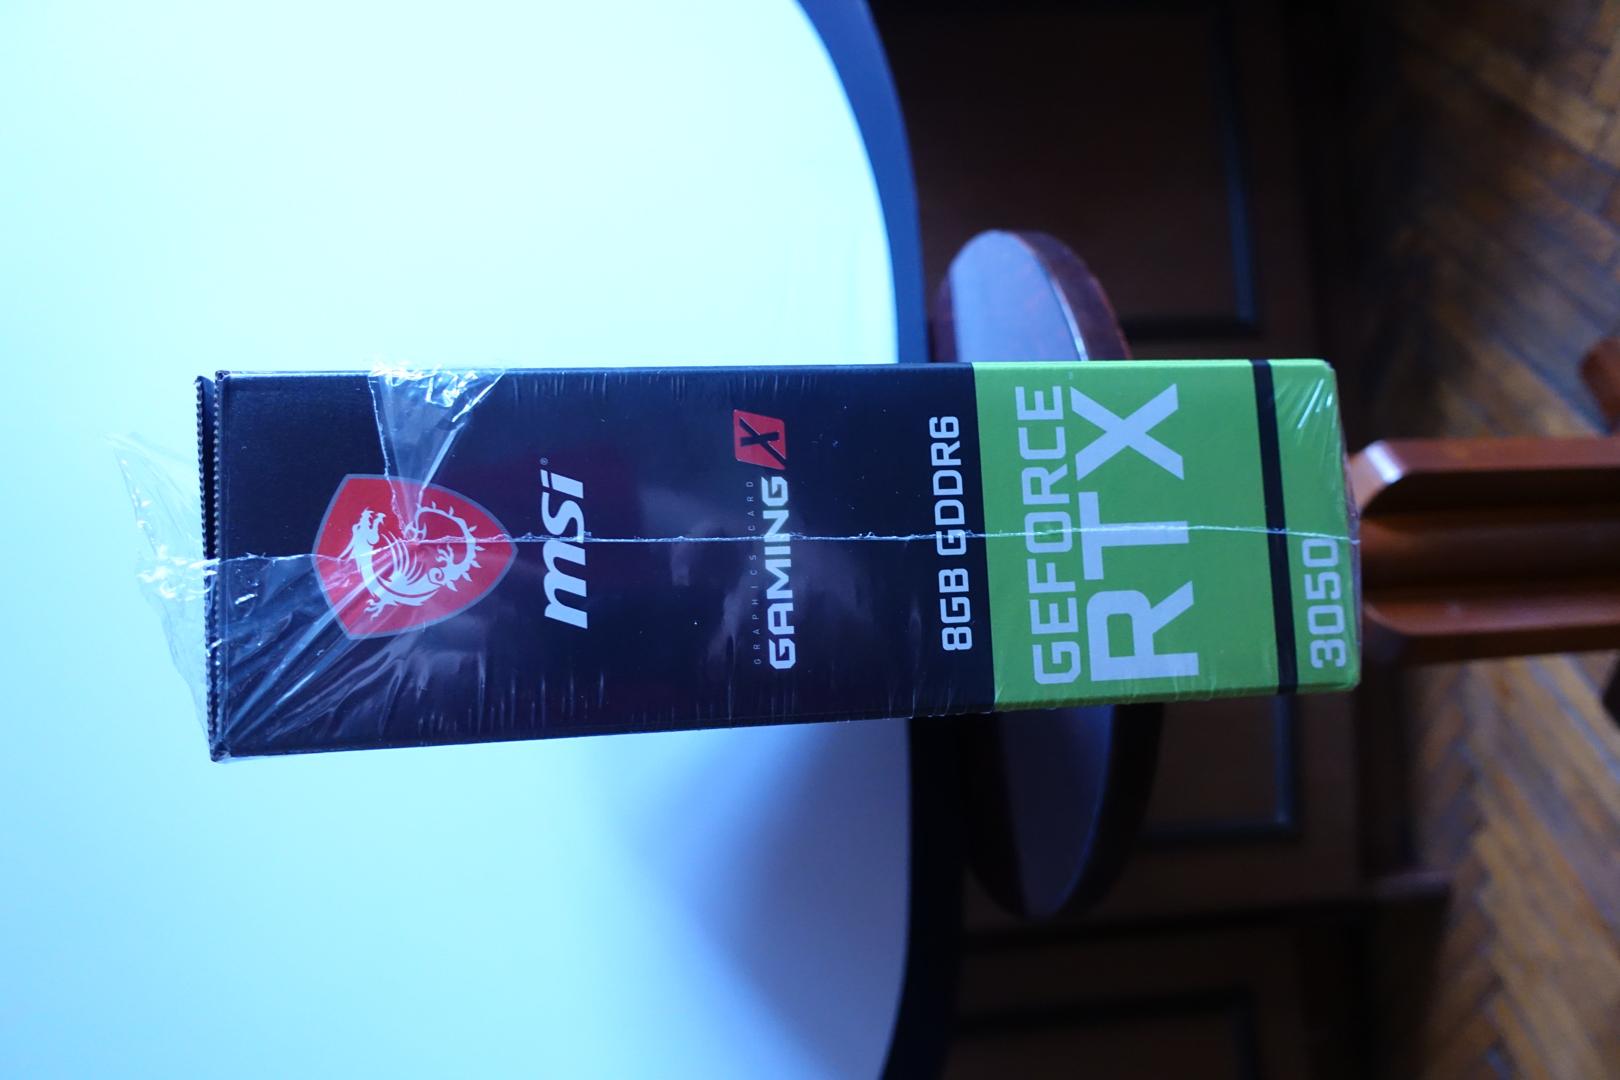 msi
GRAPHICS CARD
GAMING X
8GB GDDR6
GEFORCE
RTX
3050